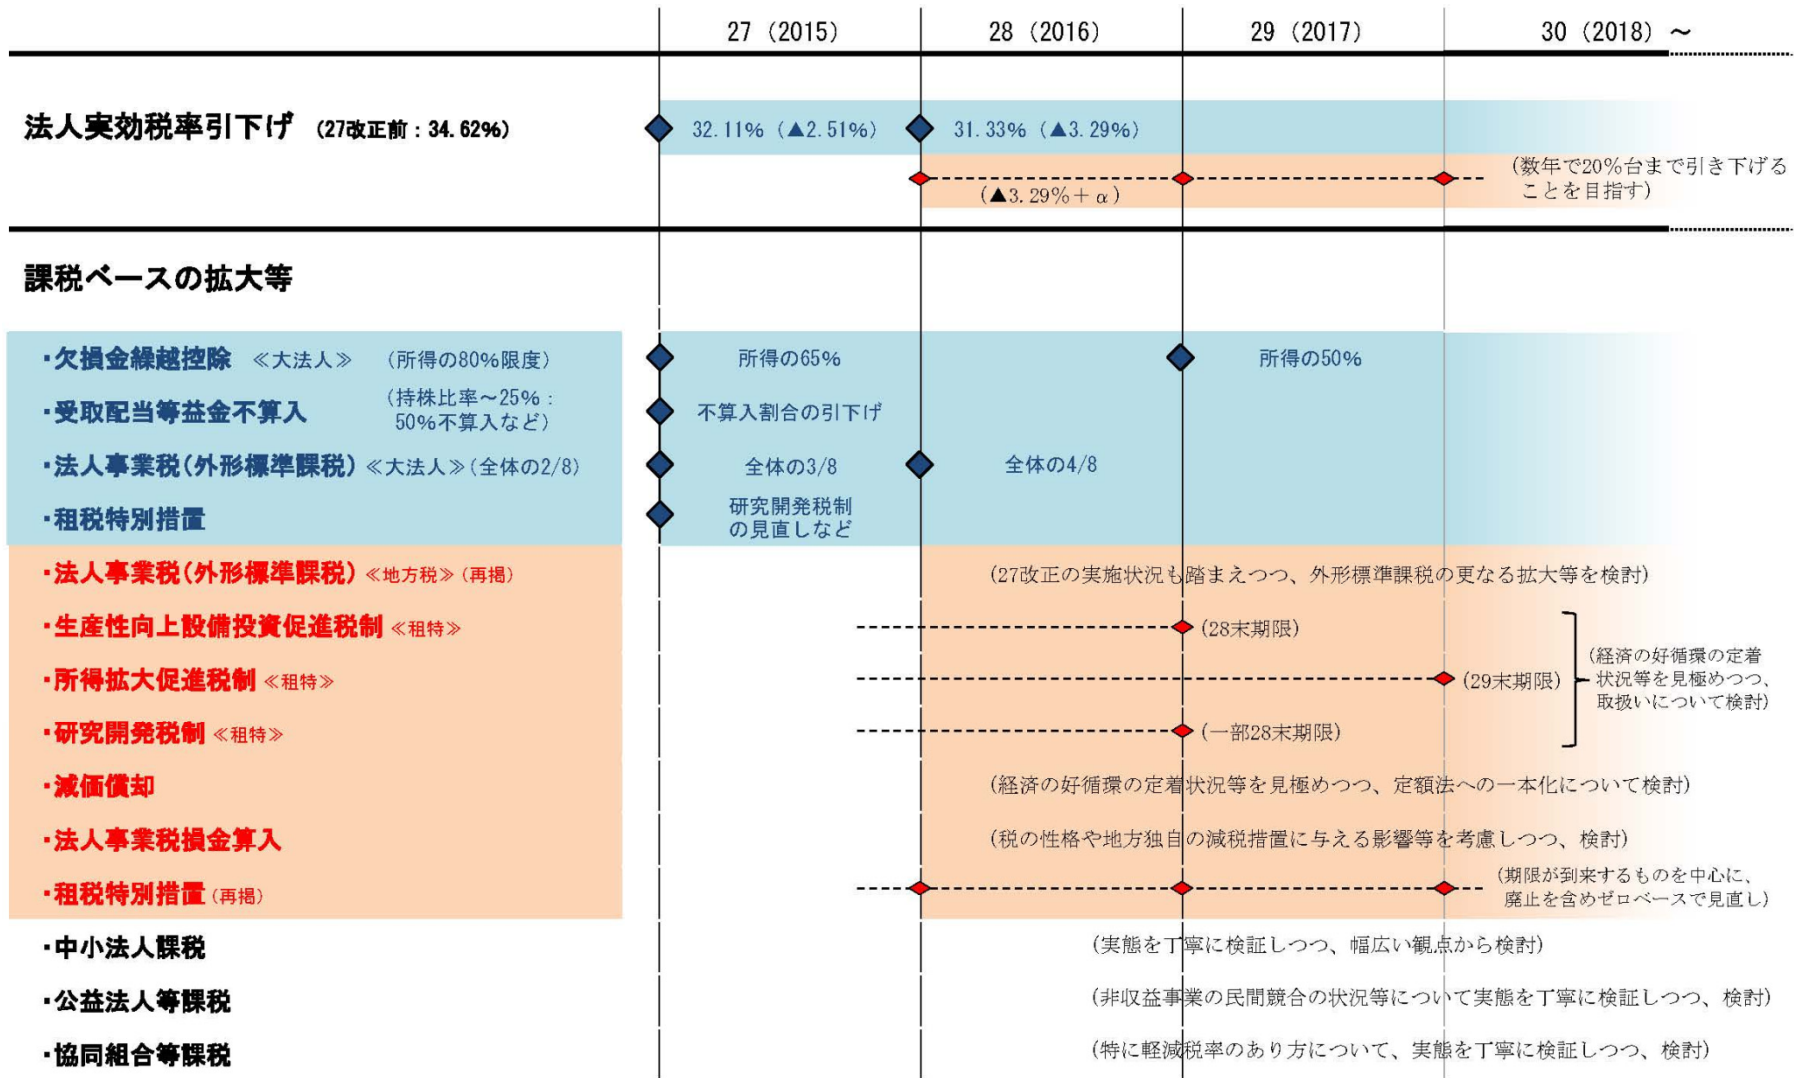 27（2015）
28（2016）
29（2017）
30（2018）～
法人実効税率引下げ（27改正前：34.62%）
32.11%（▲2.51%）
31.33%（▲3.29%）
（▲3.29%＋α）
（数年で20%台まで引き下げる
ことを目指す）
課税ベースの拡大等
・欠損金繰越控除 ≪大法人≫ （所得の80%限度）
所得の65%
所得の50%
・受取配当等益金不算入
（持株比率～25%：
50%不算入など）
不算入割合の引下げ
・法人事業税（外形標準課税）≪大法人≫（全体の2/8）
全体の3/8
全体の4/8
・租税特別措置
研究開発税制
の見直しなど
・法人事業税（外形標準課税）≪地方税≫（再掲）
（27改正の実施状況も踏まえつつ、外形標準課税の更なる拡大等を検討）
・生産性向上設備投資促進税制 ≪租特≫
（28末期限）
・所得拡大促進税制 ≪租特≫
（29末期限）
（経済の好循環の定着
状況等を見極めつつ、
取扱いについて検討）
・研究開発税制 ≪租特≫
（一部28末期限）
・減価償却
（経済の好循環の定着状況等を見極めつつ、定額法への一本化について検討）
・法人事業税損金算入
（税の性格や地方独自の減税措置に与える影響等を考慮しつつ、検討）
・租税特別措置（再掲）
（期限が到来するものを中心に、
廃止を含めゼロベースで見直し）
・中小法人課税
（実態を丁寧に検証しつつ、幅広い観点から検討）
・公益法人等課税
（非収益事業の民間競合の状況等について実態を丁寧に検証しつつ、検討）
・協同組合等課税
（特に軽減税率のあり方について、実態を丁寧に検証しつつ、検討）